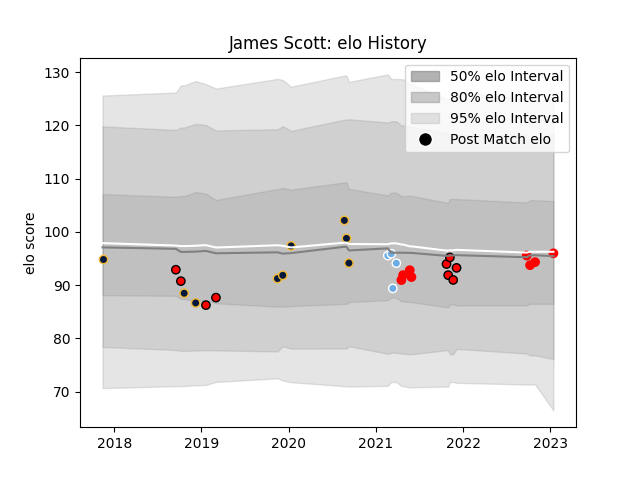 James Scott: elo History
130
120
110
100
90
80
70
elo score
50% elo Interval
80% elo Interval
95% elo Interval
Post Match elo
2018
2019
2020
2021
2022
2023